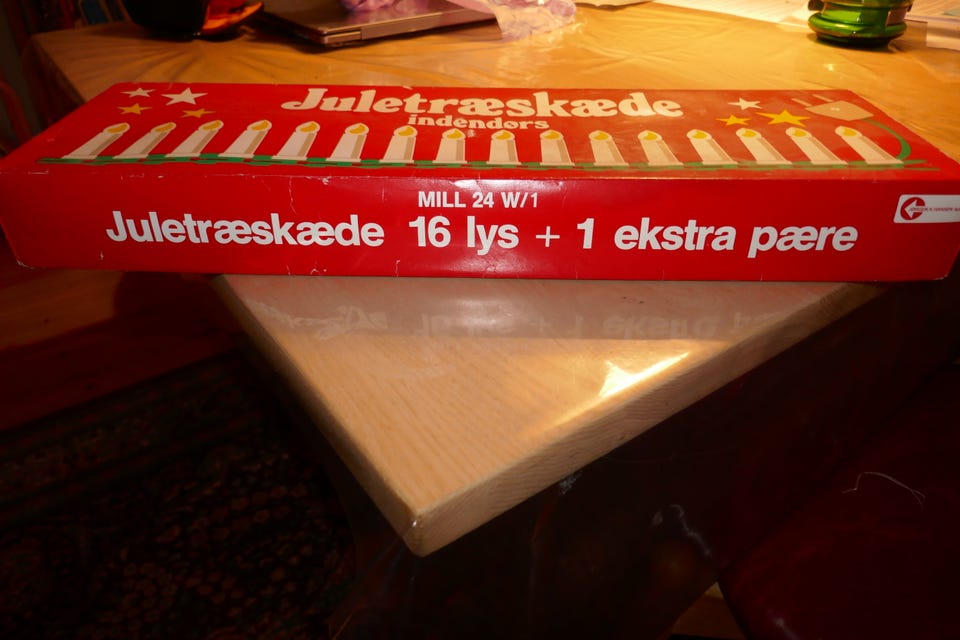 Juletræskæde
indendørs
MILL 24 W/1
Juletræskæde 16 lys + 1 ekstra pære